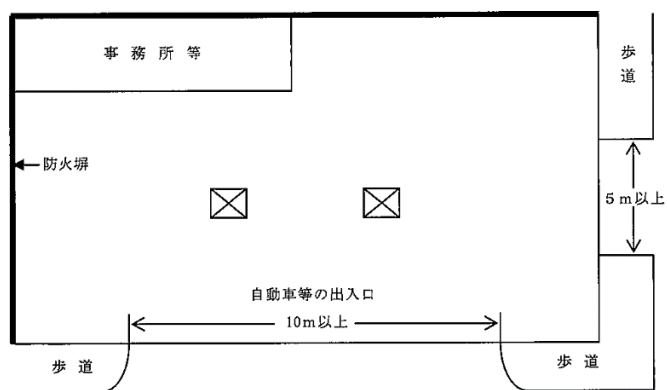 事務所等
歩道
防火塀
5m以上
自動車等の出入口
10m以上
歩道
歩道